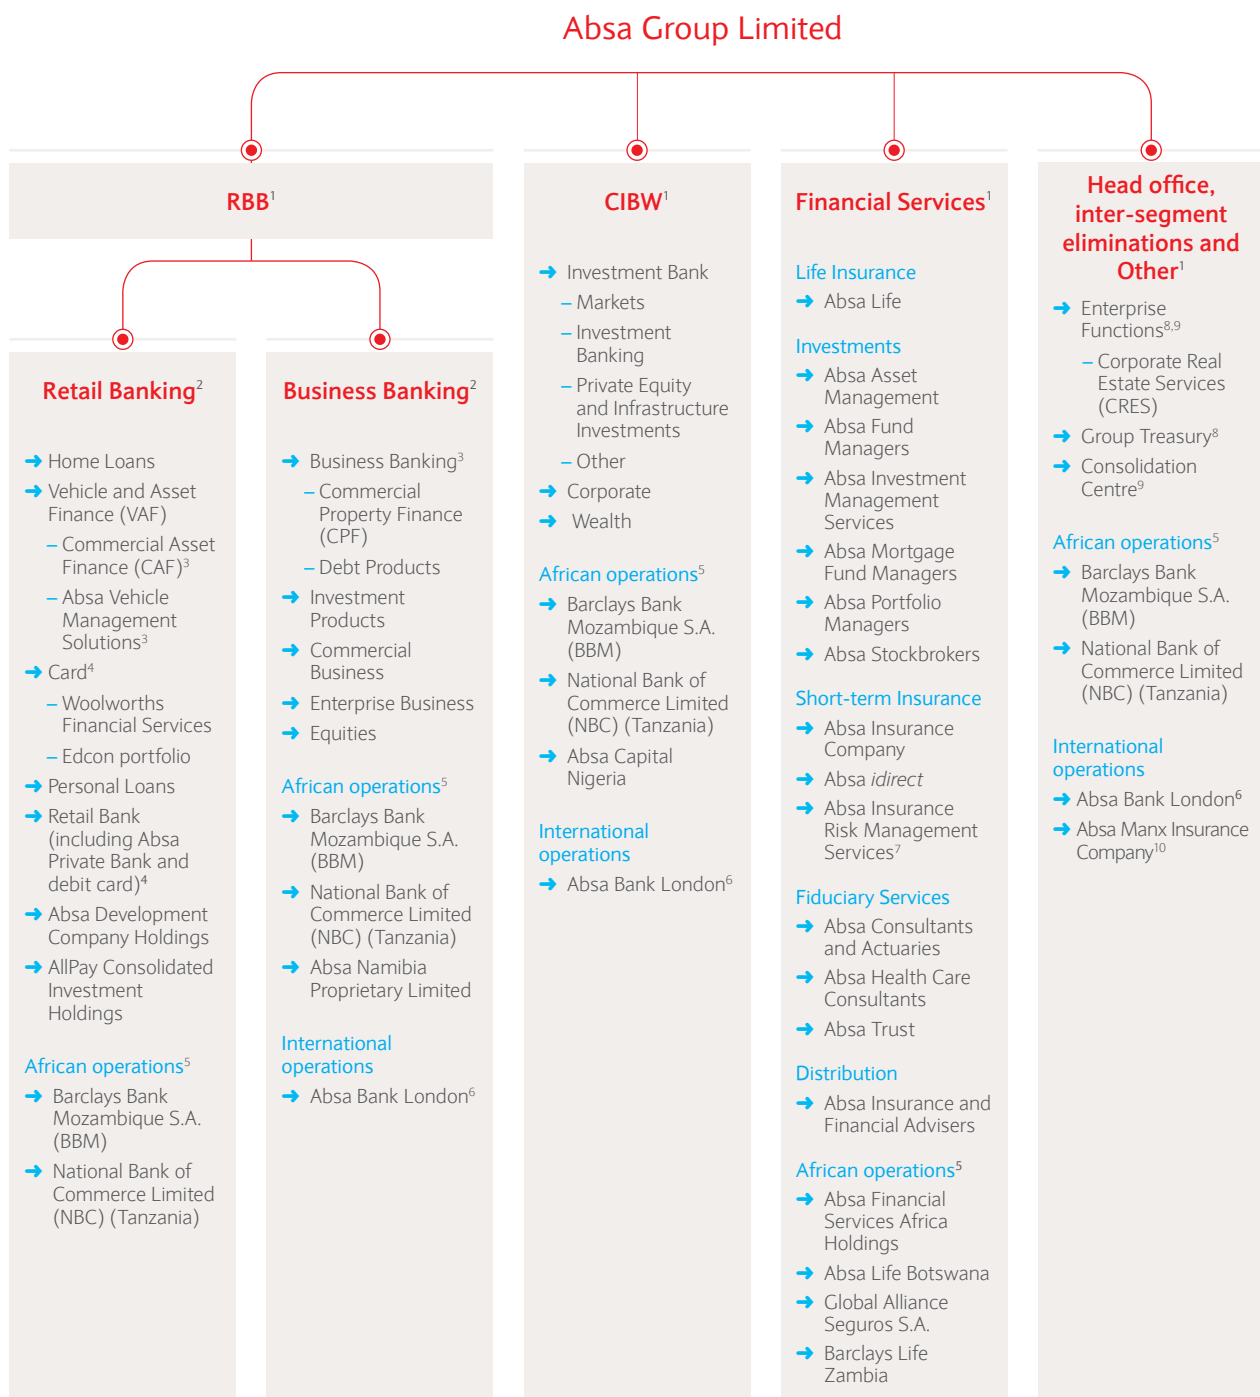 Absa Group Limited
RBB¹
Retail Banking²
➜ Home Loans
➜ Vehicle and Asset
Finance (VAF)
– Commercial Asset
Finance (CAF)³
– Absa Vehicle
Management
Solutions³
➜ Card⁴
– Woolworths
Financial Services
– Edcon portfolio
➜ Personal Loans
➜ Retail Bank
(including Absa
Private Bank and
debit card)⁴
➜ Absa Development
Company Holdings
➜ AllPay Consolidated
Investment
Holdings
African operations⁵
➜ Barclays Bank
Mozambique S.A.
(BBM)
➜ National Bank of
Commerce Limited
(NBC) (Tanzania)
Business Banking²
➜ Business Banking³
– Commercial
Property Finance
(CPF)
– Debt Products
➜ Investment
Products
➜ Commercial
Business
➜ Enterprise Business
➜ Equities
African operations⁵
➜ Barclays Bank
Mozambique S.A.
(BBM)
➜ National Bank of
Commerce Limited
(NBC) (Tanzania)
➜ Absa Namibia
Proprietary Limited
International
operations
➜ Absa Bank London⁶
CIBW¹
➜ Investment Bank
– Markets
– Investment
Banking
– Private Equity
and Infrastructure
Investments
– Other
➜ Corporate
➜ Wealth
African operations⁵
➜ Barclays Bank
Mozambique S.A.
(BBM)
➜ National Bank of
Commerce Limited
(NBC) (Tanzania)
➜ Absa Capital
Nigeria
International
operations
➜ Absa Bank London⁶
Financial Services¹
Life Insurance
➜ Absa Life
Investments
➜ Absa Asset
Management
➜ Absa Fund
Managers
➜ Absa Investment
Management
Services
➜ Absa Mortgage
Fund Managers
➜ Absa Portfolio
Managers
➜ Absa Stockbrokers
Short-term Insurance
➜ Absa Insurance
Company
➜ Absa idirect
➜ Absa Insurance
Risk Management
Services⁷
Fiduciary Services
➜ Absa Consultants
and Actuaries
➜ Absa Health Care
Consultants
➜ Absa Trust
Distribution
➜ Absa Insurance and
Financial Advisers
African operations⁵
➜ Absa Financial
Services Africa
Holdings
➜ Absa Life Botswana
➜ Global Alliance
Seguros S.A.
➜ Barclays Life
Zambia
Head office,
inter-segment
eliminations and
Other¹
➜ Enterprise
Functions⁸,⁹
– Corporate Real
Estate Services
(CRES)
➜ Group Treasury⁸
➜ Consolidation
Centre⁹
African operations⁵
➜ Barclays Bank
Mozambique S.A.
(BBM)
➜ National Bank of
Commerce Limited
(NBC) (Tanzania)
International
operations
➜ Absa Bank London⁶
➜ Absa Manx Insurance
Company¹⁰